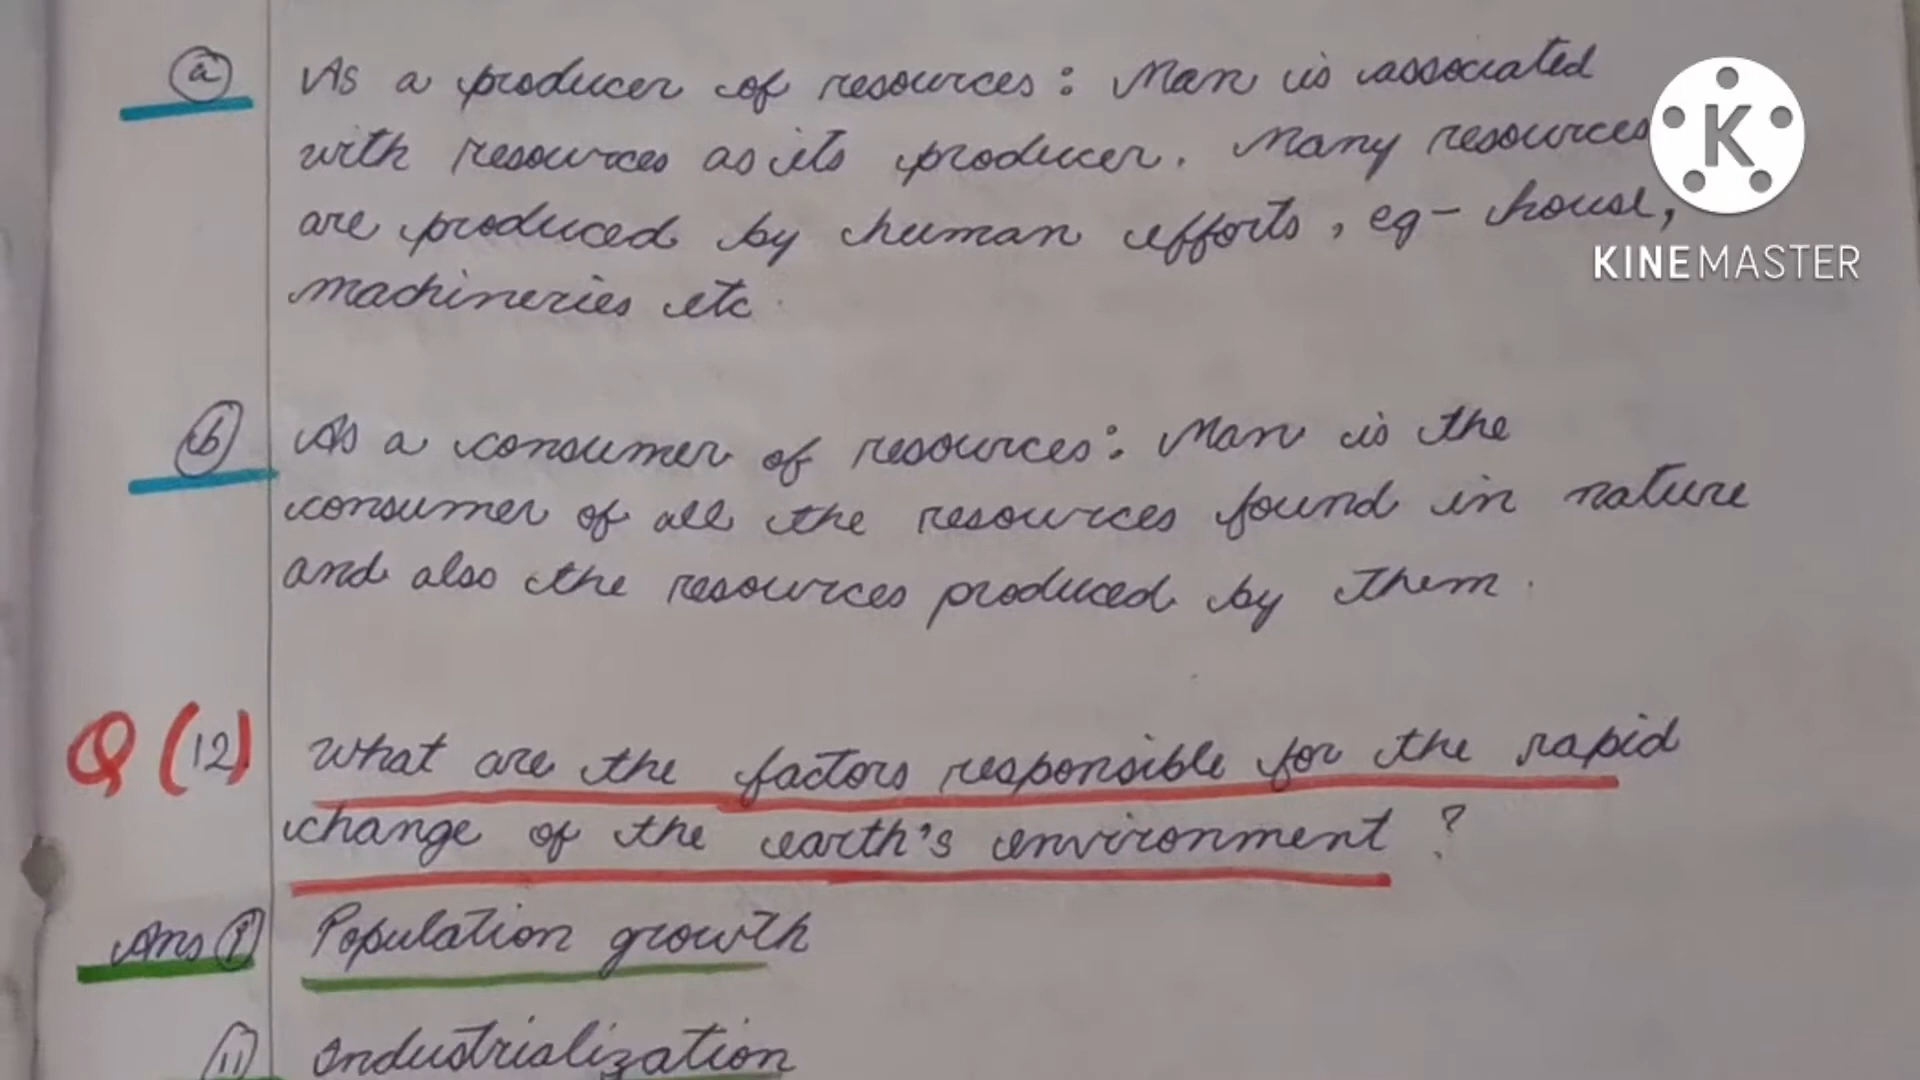 (a) As a producer of resources: Man is associated
with resources as its producer. Many resources
are produced by human efforts, eg- house,
machineries etc.
(b) As a consumer of resources: Man is the
consumer of all the resources found in nature
and also the resources produced by them.
Q (12) What are the factors responsible for the rapid
change of the earth's environment ?
Ans (i) Population growth
(ii) Industrialization
K
KINEMASTER